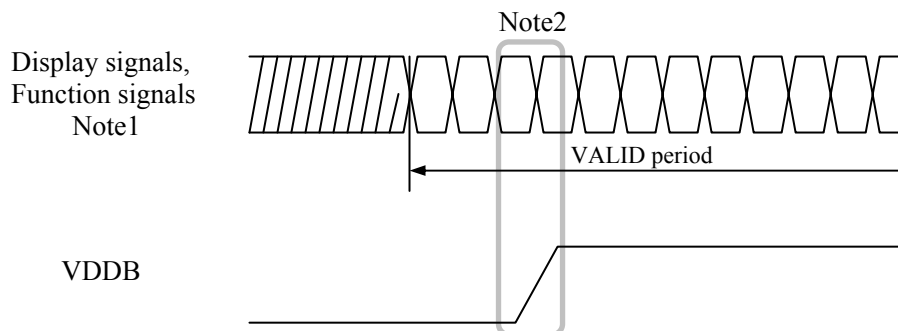 Note2
Display signals,
Function signals
Note1
VALID period
VDDB